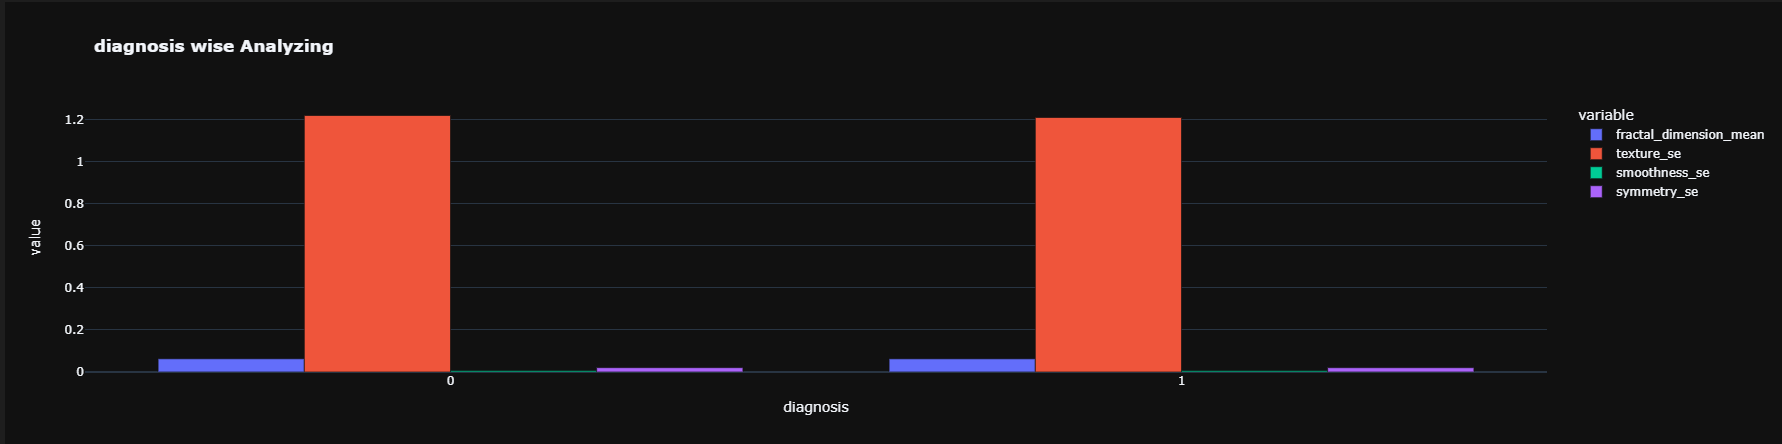 diagnosis wise Analyzing
1.2
1
0.8
0.6
0.4
0.2
0
value
0
1
diagnosis
variable
fractal_dimension_mean
texture_se
smoothness_se
symmetry_se